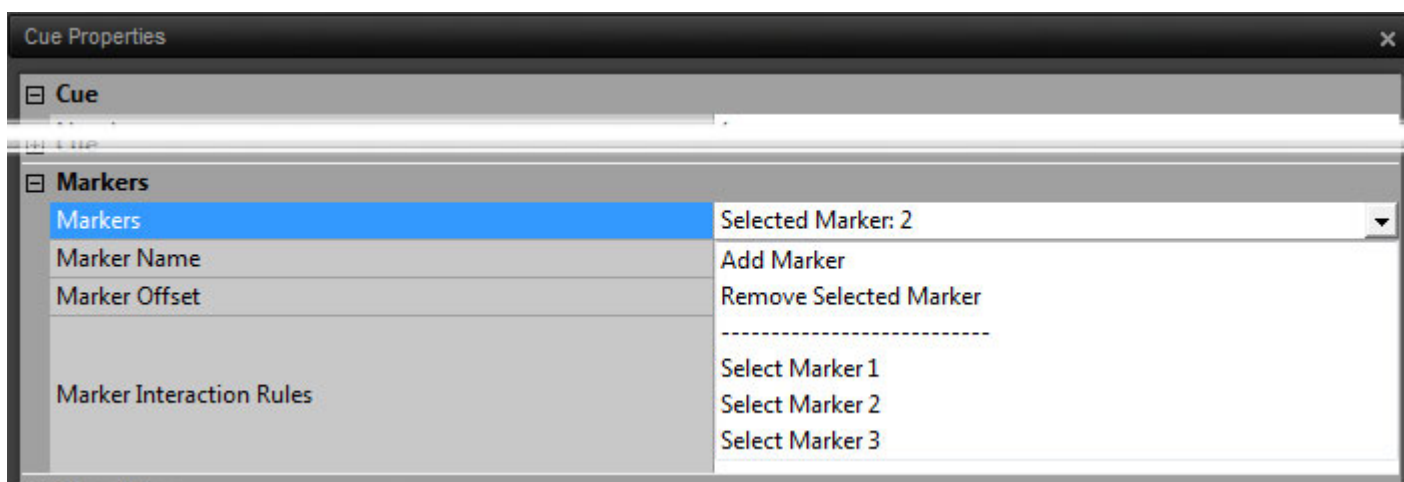 Cue Properties
Cue
Markers
Markers Selected Marker: 2
Marker Name Add Marker
Marker Offset Remove Selected Marker
---------------------------
Select Marker 1
Marker Interaction Rules Select Marker 2
Select Marker 3